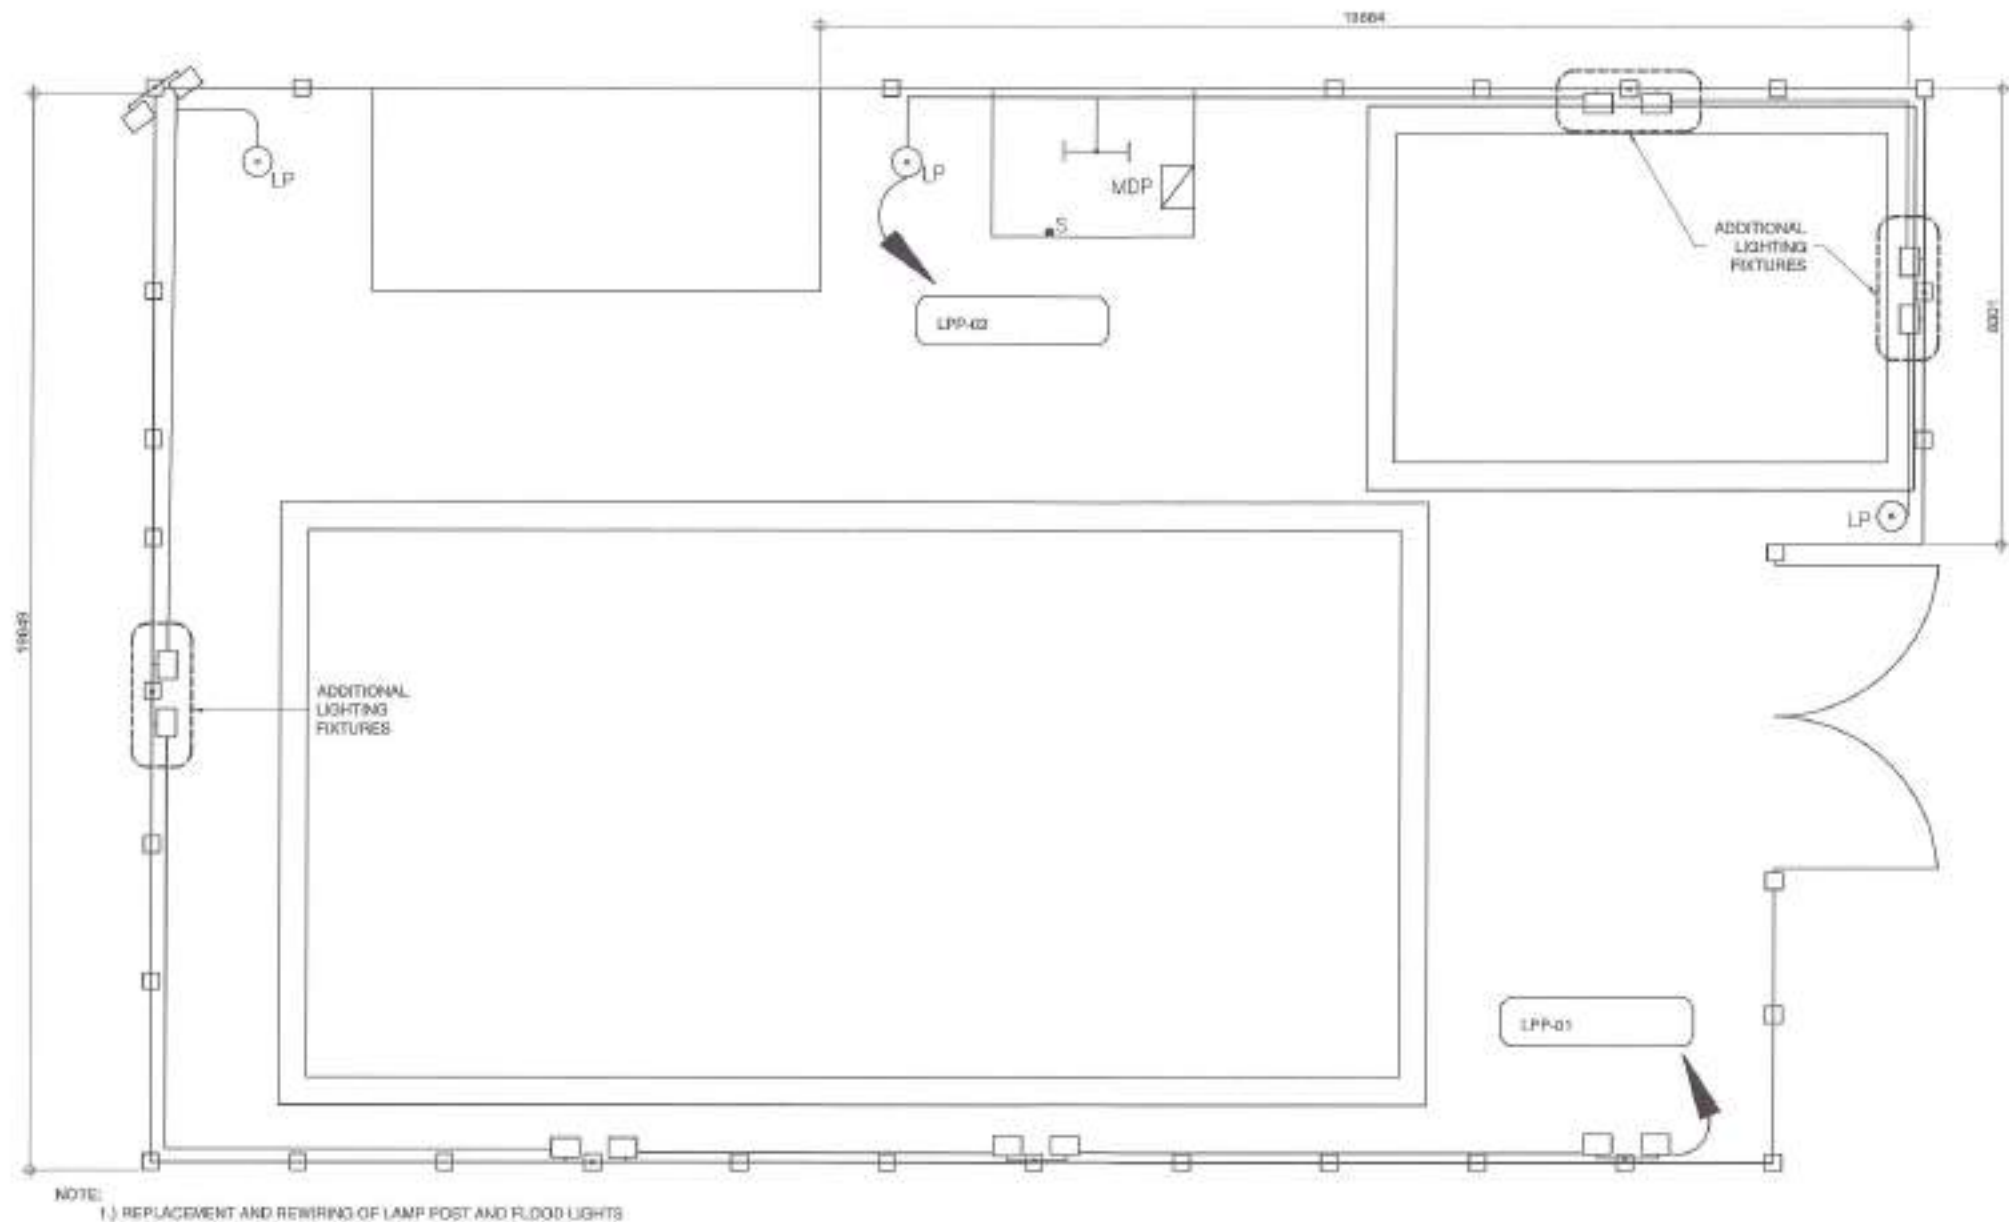 LP
LP
MDP
S
ADDITIONAL
LIGHTING
FIXTURES
8301
LPP-02
LP
ADDITIONAL
LIGHTING
FIXTURES
LPP-01
NOTE:
1.) REPLACEMENT AND REWIRING OF LAMP POST AND FLOOD LIGHTS